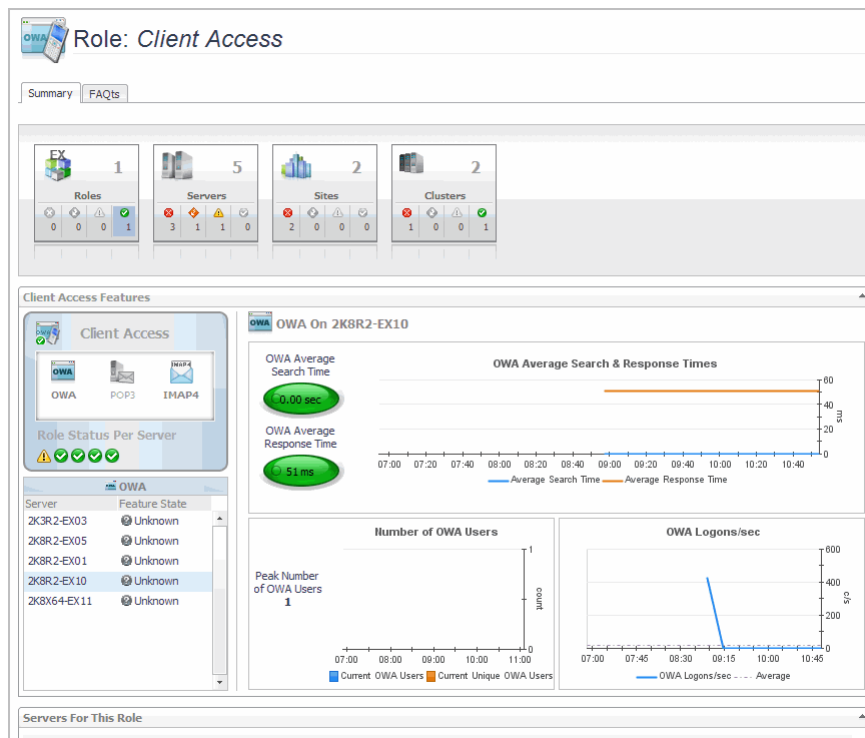 OWA
Role: Client Access
Summary
FAQts
EX
1
5
2
2
Roles
Servers
Sites
Clusters
0 0 0 1
3 1 1 0
2 0 0 0
1 0 0 1
Client Access Features
Client Access
OWA
OWA
POP3
IMAP4
IMAP4
Role Status Per Server
OWA
Server Feature State
2K3R2-EX03 Unknown
2K8R2-EX05 Unknown
2K8R2-EX01 Unknown
2K8R2-EX10 Unknown
2K8X64-EX11 Unknown
OWA
OWA On 2K8R2-EX10
OWA Average
Search Time
0.00 sec
OWA Average
Response Time
51 ms
OWA Average Search & Response Times
60
40
20
0
ms
07:00 07:20 07:40 08:00 08:20 08:40 09:00 09:20 09:40 10:00 10:20 10:40
Average Search Time Average Response Time
Number of OWA Users
Peak Number
of OWA Users
1
1
0
count
07:00 08:00 09:00 10:00 11:00
Current OWA Users Current Unique OWA Users
OWA Logons/sec
600
400
200
0
c/s
07:00 07:45 08:30 09:15 10:00 10:45
OWA Logons/sec Average
Servers For This Role